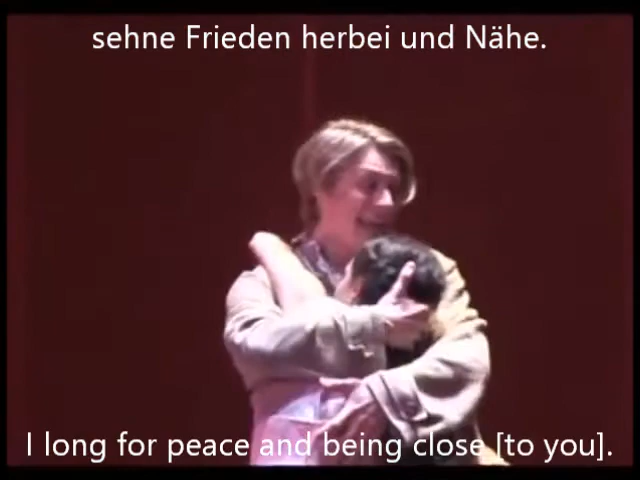 sehne Frieden herbei und Nähe.
I long for peace and being close [to you].